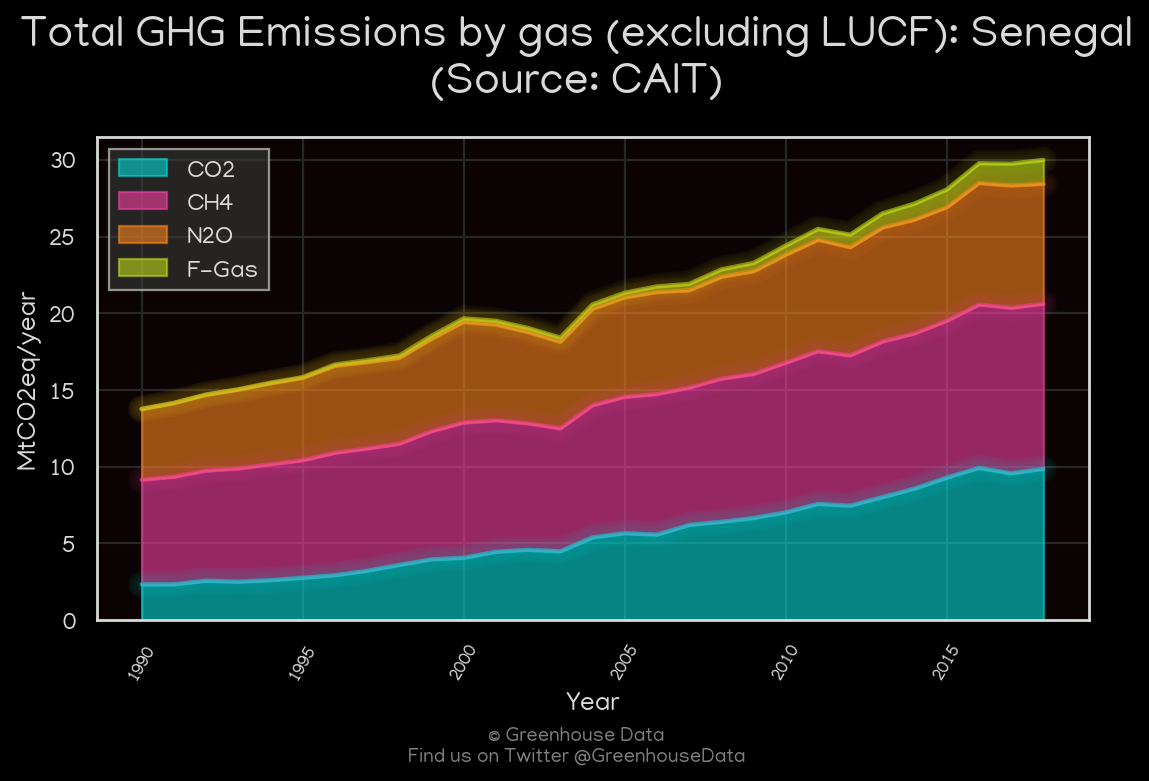 Total GHG Emissions by gas (excluding LUCF): Senegal
(Source: CAIT)
30
25
20
15
10
5
0
CO2
CH4
N2O
F-Gas
MtCO2eq/year
1990
1995
2000
2005
2010
2015
Year
© Greenhouse Data
Find us on Twitter @GreenhouseData